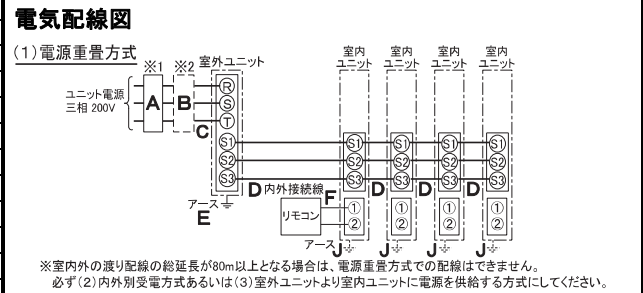 電気配線図
(1)電源重畳方式
※1 ※2 室外ユニット
室内ユニット 室内ユニット 室内ユニット 室内ユニット
ユニット電源
三相 200V
A B C
R
S
T
S1 S1 S1 S1 S1
S2 S2 S2 S2 S2
S3 S3 S3 S3 S3
D 内外接続線 D D D
アース
E
F
リモコン
① ① ① ①
② ② ② ②
アース J J J J
※室内外の渡り配線の総延長が80m以上となる場合は、電源重畳方式での配線はできません。
必ず(2)内外別受電方式あるいは(3)室外ユニットより室内ユニットに電源を供給する方式にしてください。